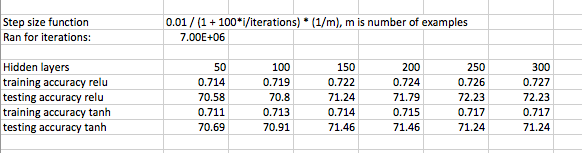 Step size function 0.01 / (1 + 100*i/iterations) * (1/m), m is number of examples
Ran for iterations: 7.00E+06
Hidden layers 50 100 150 200 250 300
training accuracy relu 0.714 0.719 0.722 0.724 0.726 0.727
testing accuracy relu 70.58 70.8 71.24 71.79 72.23 72.23
training accuracy tanh 0.711 0.713 0.714 0.715 0.717 0.717
testing accuracy tanh 70.69 70.91 71.46 71.46 71.24 71.24